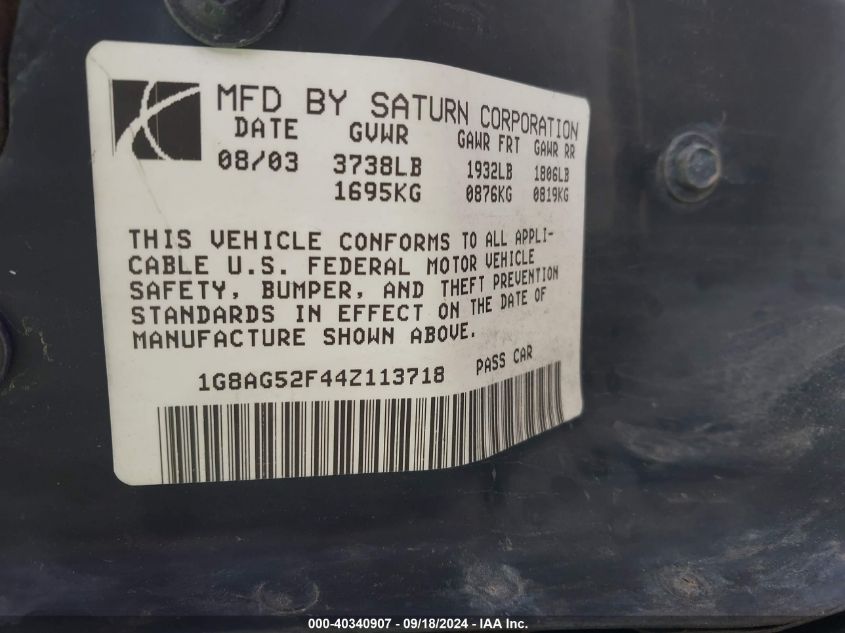 MFD BY SATURN CORPORATION
DATE GVWR GAWR FRT GAWR RR
08/03 3738LB 1932LB 1806LB
1695KG 0876KG 0819KG
THIS VEHICLE CONFORMS TO ALL APPLI-
CABLE U.S. FEDERAL MOTOR VEHICLE
SAFETY, BUMPER, AND THEFT PREVENTION
STANDARDS IN EFFECT ON THE DATE OF
MANUFACTURE SHOWN ABOVE.
1G8AG52F44Z113718 PASS CAR
000-40340907 - 09/18/2024 - IAA Inc.